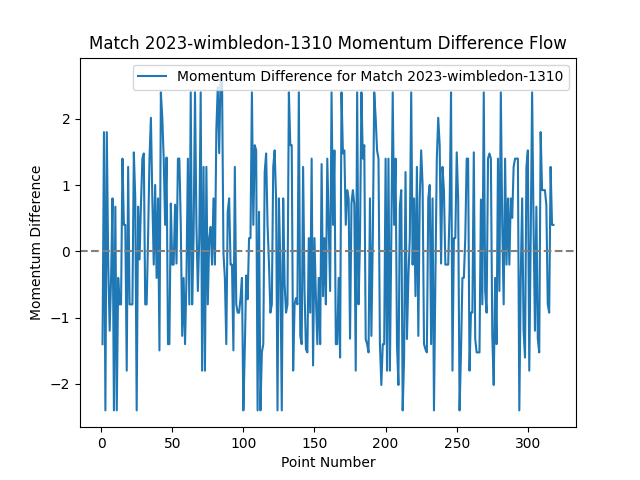 Match 2023-wimbledon-1310 Momentum Difference Flow
Momentum Difference for Match 2023-wimbledon-1310
Momentum Difference
2
1
0
−1
−2
0 50 100 150 200 250 300
Point Number